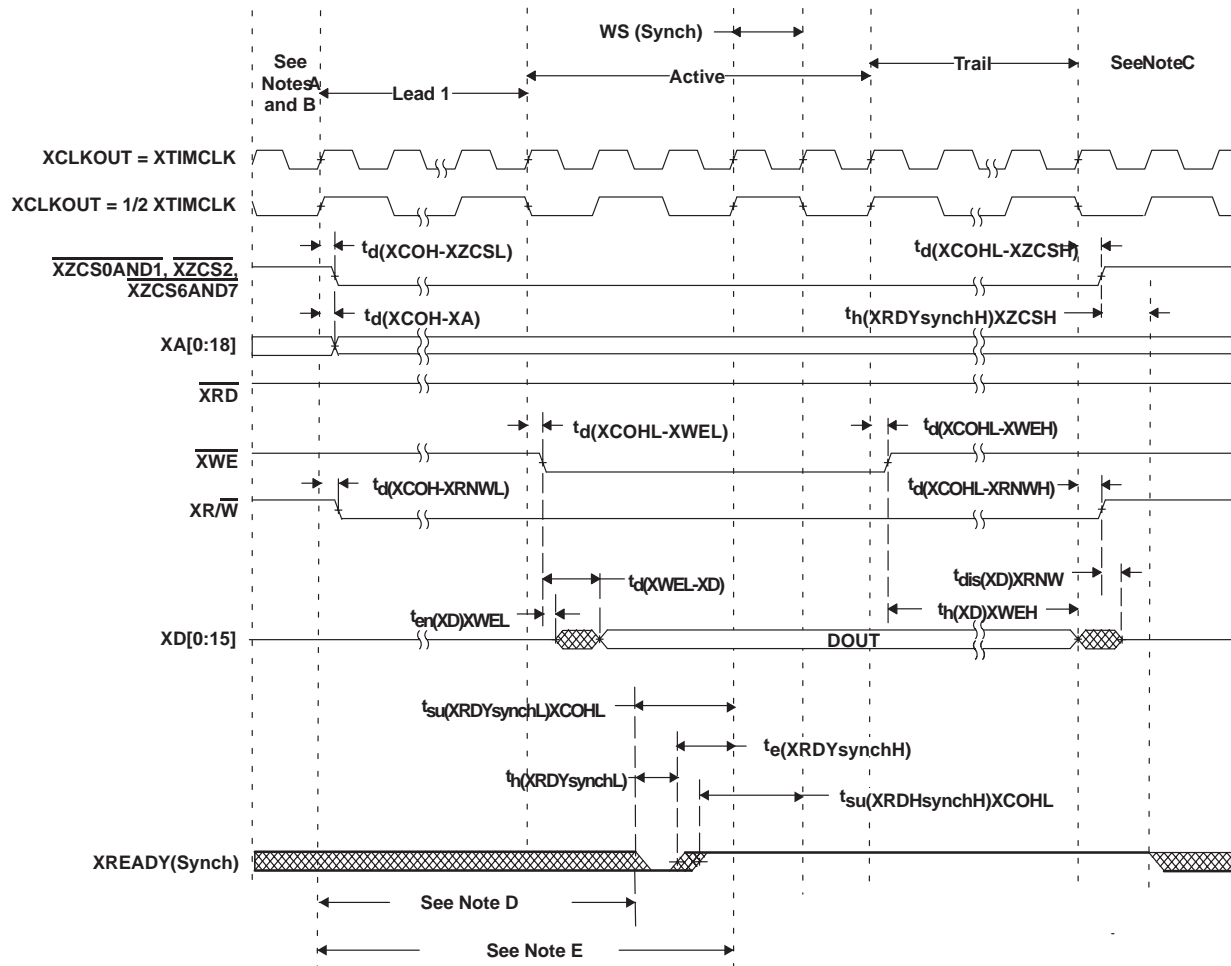 WS (Synch)
See
NotesA
and B
Lead 1
Active
Trail
SeeNoteC
XCLKOUT = XTIMCLK
XCLKOUT = 1/2 XTIMCLK
td(XCOH-XZCSL)
td(XCOHL-XZCSH)
XZCS0AND1, XZCS2,
XZCS6AND7
td(XCOH-XA)
th(XRDYsynchH)XZCSH
XA[0:18]
XRD
td(XCOHL-XWEL)
td(XCOHL-XWEH)
XWE
td(XCOH-XRNWL)
td(XCOHL-XRNWH)
XR/W
td(XWEL-XD)
tdis(XD)XRNW
ten(XD)XWEL
th(XD)XWEH
XD[0:15]
DOUT
tsu(XRDYsynchL)XCOHL
te(XRDYsynchH)
th(XRDYsynchL)
tsu(XRDHsynchH)XCOHL
XREADY(Synch)
See Note D
See Note E